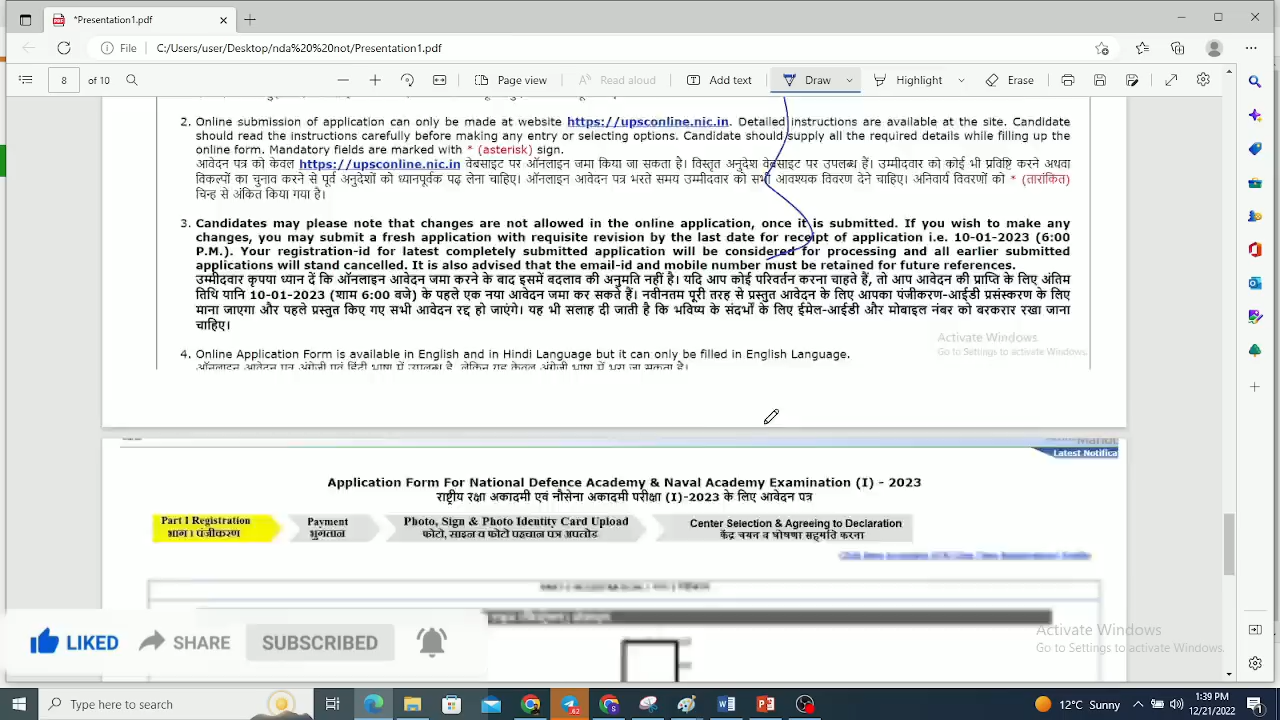 *Presentation1.pdf
File C:/Users/user/Desktop/nda%20%20not/Presentation1.pdf
8 of 10 Page view Read aloud Add text Draw Highlight Erase
2. Online submission of application can only be made at website https://upsconline.nic.in. Detailed instructions are available at the site. Candidate
should read the instructions carefully before making any entry or selecting options. Candidate should supply all the required details while filling up the
online form. Mandatory fields are marked with * (asterisk) sign.
आवेदन पत्र को केवल https://upsconline.nic.in वेबसाइट पर ऑनलाइन जमा किया जा सकता है। विस्तृत अनुदेश वेबसाइट पर उपलब्ध हैं। उम्मीदवार को कोई भी प्रविष्टि करने अथवा
विकल्पों का चुनाव करने से पूर्व अनुदेशों को ध्यानपूर्वक पढ़ लेना चाहिए। ऑनलाइन आवेदन पत्र भरते समय उम्मीदवार को सभी आवश्यक विवरण देने चाहिए। अनिवार्य विवरणों को * (तारांकित)
चिन्ह से अंकित किया गया है।
3. Candidates may please note that changes are not allowed in the online application, once it is submitted. If you wish to make any
changes, you may submit a fresh application with requisite revision by the last date for receipt of application i.e. 10-01-2023 (6:00
P.M.). Your registration-id for latest completely submitted application will be considered for processing and all earlier submitted
applications will stand cancelled. It is also advised that the email-id and mobile number must be retained for future references.
उम्मीदवार कृपया ध्यान दें कि ऑनलाइन आवेदन जमा करने के बाद इसमें बदलाव की अनुमति नहीं है। यदि आप कोई परिवर्तन करना चाहते हैं, तो आप आवेदन की प्राप्ति के लिए अंतिम
तिथि यानि 10-01-2023 (शाम 6:00 बजे) के पहले एक नया आवेदन जमा कर सकते हैं। नवीनतम पूरी तरह से प्रस्तुत आवेदन के लिए आपका पंजीकरण-आईडी प्रसंस्करण के लिए
माना जाएगा और पहले प्रस्तुत किए गए सभी आवेदन रद्द हो जाएंगे। यह भी सलाह दी जाती है कि भविष्य के संदर्भों के लिए ईमेल-आईडी और मोबाइल नंबर को बरकरार रखा जाना
चाहिए।
Activate Windows
Go to Settings to activate Windows.
4. Online Application Form is available in English and in Hindi Language but it can only be filled in English Language.
ऑनलाइन आवेदन पत्र अंग्रेजी एवं हिंदी भाषा में उपलब्ध है, लेकिन यह केवल अंग्रेजी भाषा में भरा जा सकता है।
Latest Notifica
Application Form For National Defence Academy & Naval Academy Examination (I) - 2023
राष्ट्रीय रक्षा अकादमी एवं नौसेना अकादमी परीक्षा (I)-2023 के लिए आवेदन पत्र
Part I Registration Payment Photo, Sign & Photo Identity Card Upload Center Selection & Agreeing to Declaration
भाग I पंजीकरण भुगतान फोटो, साइन व फोटो पहचान पत्र अपलोड केंद्र चयन व घोषणा सहमति करना
LIKED SHARE SUBSCRIBED
Activate Windows
Go to Settings to activate Windows.
Type here to search 62 12°C Sunny 1:39 PM
12/21/2022